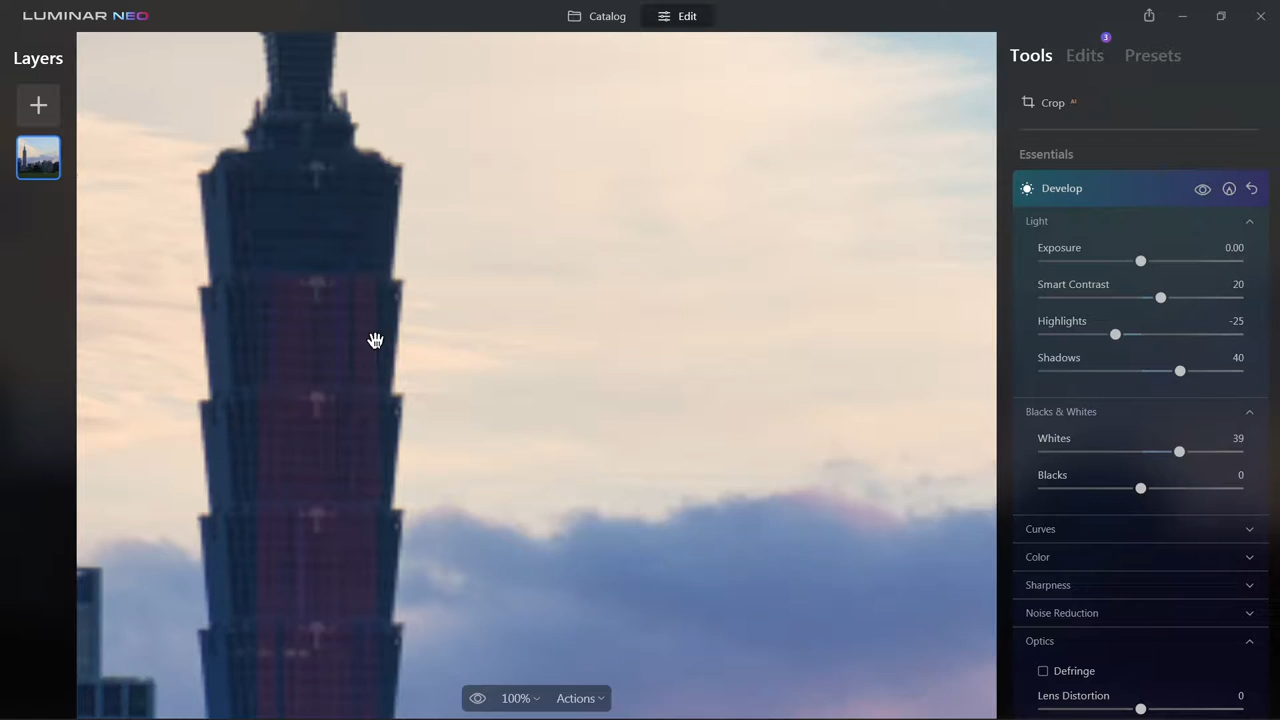 LUMINAR NEO
Catalog
Edit
Layers
3
Tools
Edits
Presets
Crop AI
Essentials
Develop
Light
Exposure 0.00
Smart Contrast 20
Highlights -25
Shadows 40
Blacks & Whites
Whites 39
Blacks 0
Curves
Color
Sharpness
Noise Reduction
Optics
Defringe
Lens Distortion 0
100%
Actions